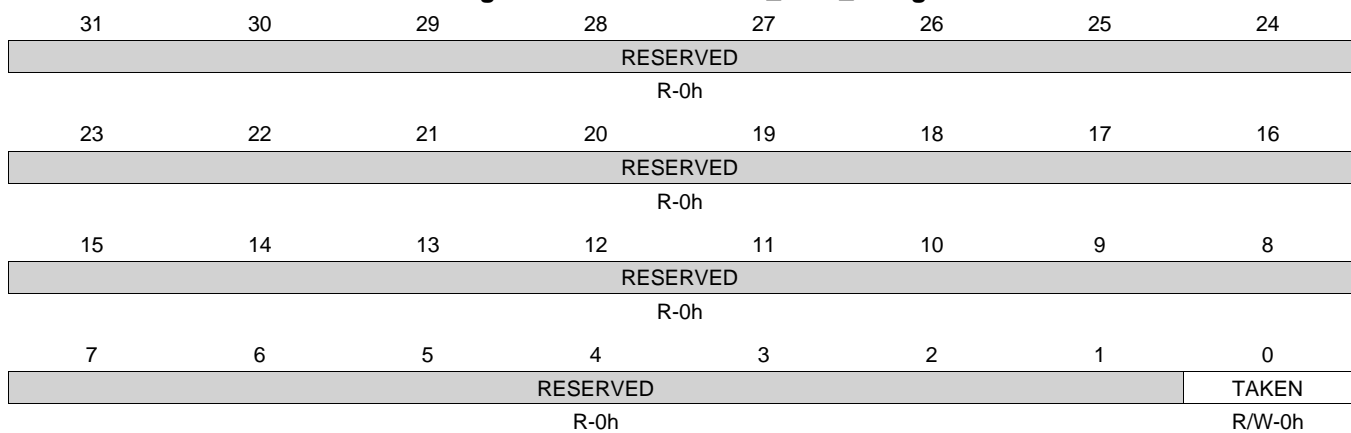 31 30 29 28 27 26 25 24
RESERVED
R-0h
23 22 21 20 19 18 17 16
RESERVED
R-0h
15 14 13 12 11 10 9 8
RESERVED
R-0h
7 6 5 4 3 2 1 0
RESERVED TAKEN
R-0h R/W-0h